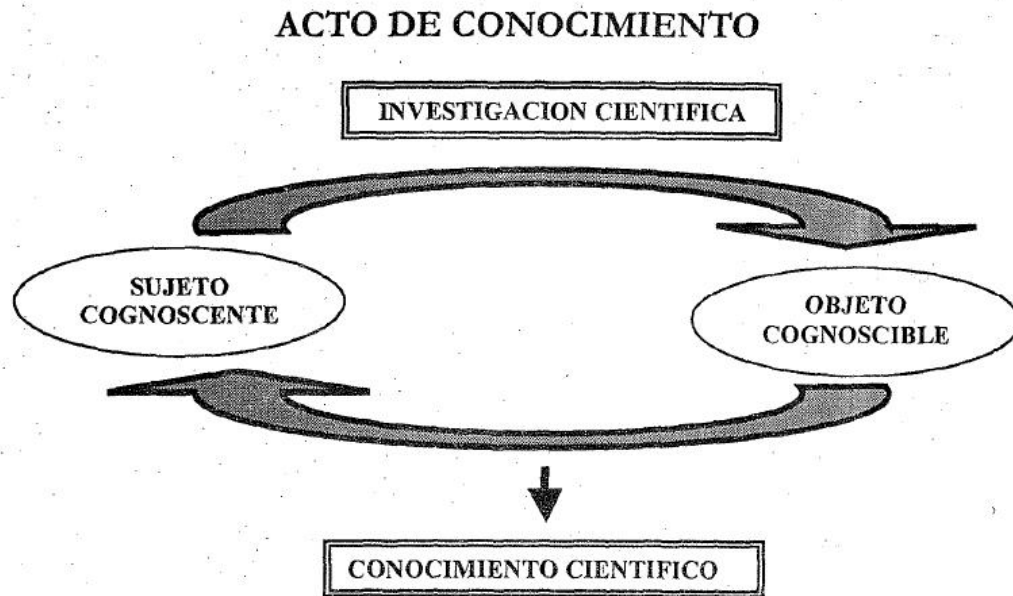 ACTO DE CONOCIMIENTO
INVESTIGACION CIENTIFICA
SUJETO
COGNOSCENTE
OBJETO
COGNOSCIBLE
CONOCIMIENTO CIENTIFICO